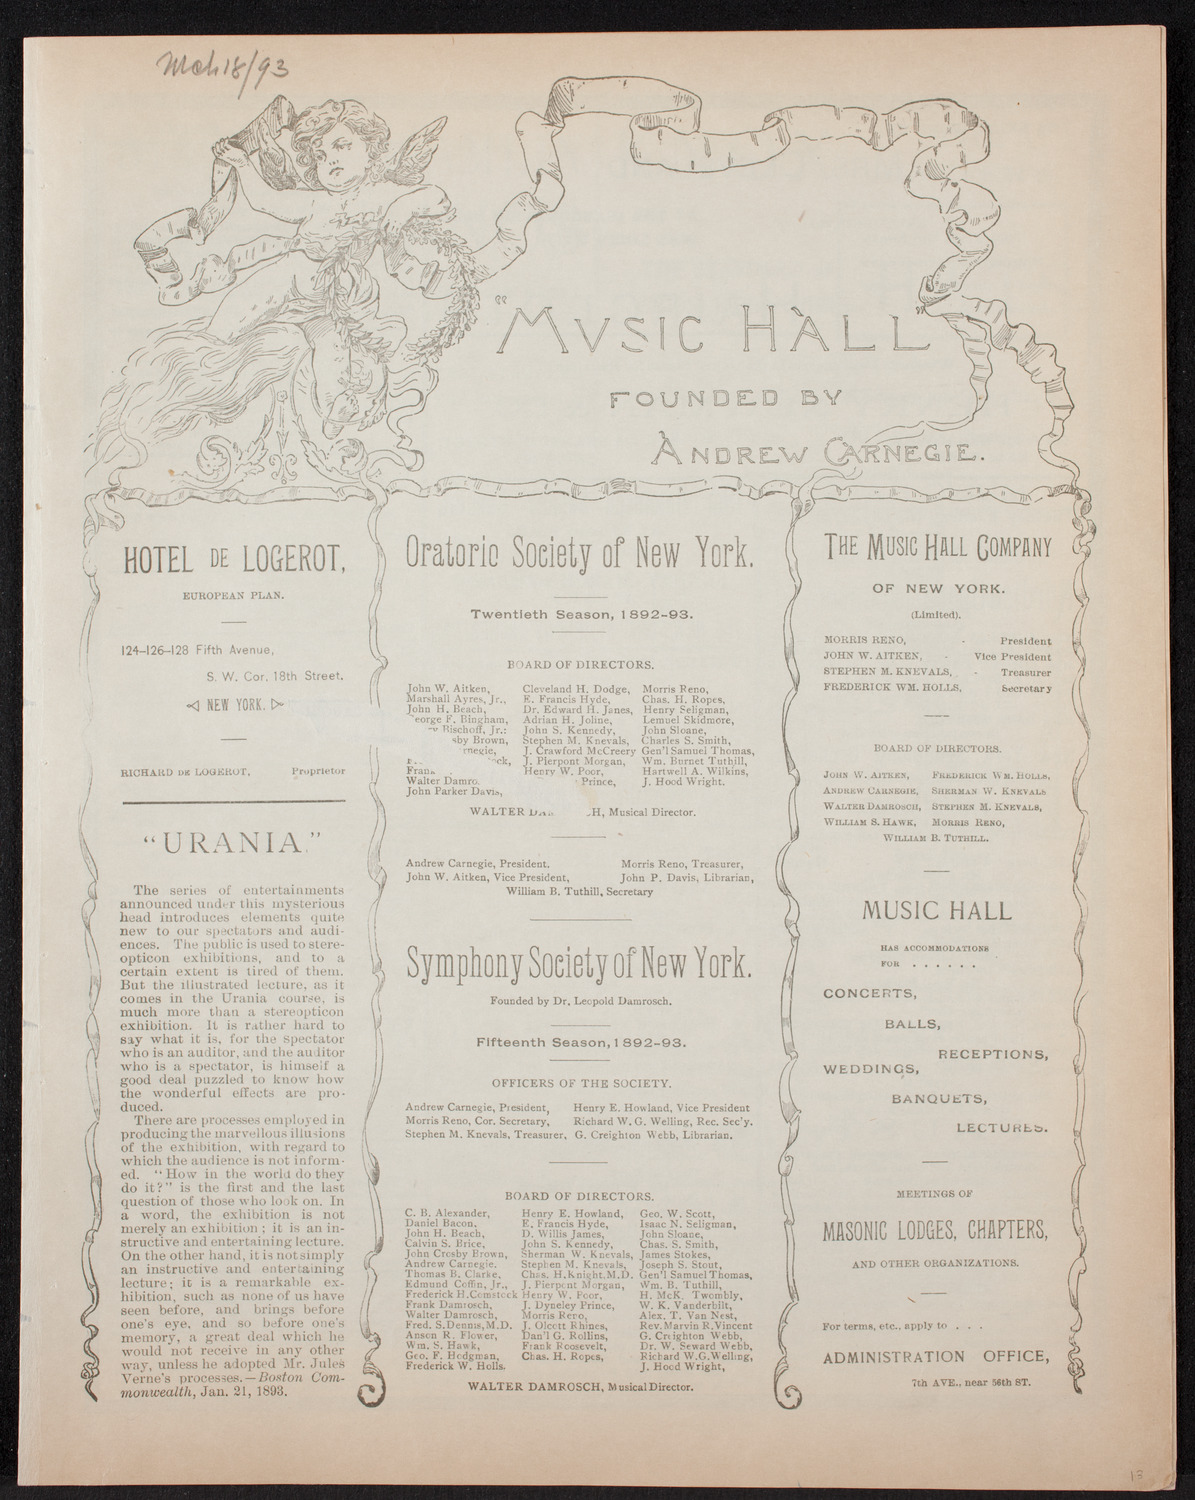 Mch 18/93
"MVSIC HALL"
FOUNDED BY
ANDREW CARNEGIE.
HOTEL DE LOGEROT,
EUROPEAN PLAN.
124-126-128 Fifth Avenue,
S. W. Cor. 18th Street.
NEW YORK.
RICHARD DE LOGEROT, Proprietor
"URANIA."
The series of entertainments
announced under this mysterious
head introduces elements quite
new to our spectators and audi-
ences. The public is used to stere-
opticon exhibitions, and to a
certain extent is tired of them.
But the illustrated lecture, as it
comes in the Urania course, is
much more than a stereopticon
exhibition. It is rather hard to
say what it is, for the spectator
who is an auditor, and the auditor
who is a spectator, is himself a
good deal puzzled to know how
the wonderful effects are pro-
duced.
There are processes employed in
producing the marvellous illusions
of the exhibition, with regard to
which the audience is not inform-
ed. "How in the world do they
do it?" is the first and the last
question of those who look on. In
a word, the exhibition is not
merely an exhibition; it is an in-
structive and entertaining lecture.
On the other hand, it is not simply
an instructive and entertaining
lecture; it is a remarkable ex-
hibition, such as none of us have
seen before, and brings before
one's eye, and so before one's
memory, a great deal which he
would not receive in any other
way, unless he adopted Mr. Jules
Verne's processes.—Boston Com-
monwealth, Jan. 21, 1893.
Oratorio Society of New York.
Twentieth Season, 1892-93.
BOARD OF DIRECTORS.
John W. Aitken, Cleveland H. Dodge, Morris Reno,
Marshall Ayres, Jr., E. Francis Hyde, Chas. H. Ropes,
John H. Beach, Dr. Edward H. Janes, Henry Seligman,
eorge F. Bingham, Adrian H. Joline, Lemuel Skidmore,
Bischoff, Jr.: John S. Kennedy, John Sloane,
sby Brown, Stephen M. Knevals, Charles S. Smith,
rnegie, J. Crawford McCreery Gen'l Samuel Thomas,
ck, J. Pierpont Morgan, Wm. Burnet Tuthill,
Fran Henry W. Poor, Hartwell A. Wilkins,
Walter Damro Prince, J. Hood Wright.
John Parker Davis,
WALTER DA H, Musical Director.
Andrew Carnegie, President. Morris Reno, Treasurer,
John W. Aitken, Vice President, John P. Davis, Librarian,
William B. Tuthill, Secretary
Symphony Society of New York.
Founded by Dr. Leopold Damrosch.
Fifteenth Season, 1892-93.
OFFICERS OF THE SOCIETY.
Andrew Carnegie, President, Henry E. Howland, Vice President
Morris Reno, Cor. Secretary, Richard W. G. Welling, Rec. Sec'y.
Stephen M. Knevals, Treasurer, G. Creighton Webb, Librarian.
BOARD OF DIRECTORS.
C. B. Alexander, Henry E. Howland, Geo. W. Scott,
Daniel Bacon, E. Francis Hyde, Isaac N. Seligman,
John H. Beach, D. Willis James, John Sloane,
Calvin S. Brice, John S. Kennedy, Chas. S. Smith,
John Crosby Brown, Sherman W. Knevals, James Stokes,
Andrew Carnegie. Stephen M. Knevals, Joseph S. Stout,
Thomas B. Clarke, Chas. H. Knight, M.D. Gen'l Samuel Thomas,
Edmund Coffin, Jr., J. Pierpont Morgan, Wm. B. Tuthill,
Frederick H. Comstock Henry W. Poor, H. McK. Twombly,
Frank Damrosch, J. Dyneley Prince, W. K. Vanderbilt,
Walter Damrosch, Morris Reno, Alex. T. Van Nest,
Fred. S. Dennis, M.D. J. Olcott Rhines, Rev. Marvin R. Vincent
Anson R. Flower, Dan'l G. Rollins, G. Creighton Webb,
Wm. S. Hawk, Frank Roosevelt, Dr. W. Seward Webb,
Geo. F. Hodgman, Chas. H. Ropes, Richard W. G. Welling,
Frederick W. Holls. J. Hood Wright,
WALTER DAMROSCH, Musical Director.
THE MUSIC HALL COMPANY
OF NEW YORK.
(Limited).
MORRIS RENO, - President
JOHN W. AITKEN, - Vice President
STEPHEN M. KNEVALS, - Treasurer
FREDERICK WM. HOLLS, Secretary
BOARD OF DIRECTORS.
JOHN W. AITKEN, FREDERICK WM. HOLLS,
ANDREW CARNEGIE, SHERMAN W. KNEVALS
WALTER DAMROSCH, STEPHEN M. KNEVALS,
WILLIAM S. HAWK, MORRIS RENO,
WILLIAM B. TUTHILL.
MUSIC HALL
HAS ACCOMMODATIONS
FOR . . . . . .
CONCERTS,
BALLS,
RECEPTIONS,
WEDDINGS,
BANQUETS,
LECTURES.
MEETINGS OF
MASONIC LODGES, CHAPTERS,
AND OTHER ORGANIZATIONS.
For terms, etc., apply to . . .
ADMINISTRATION OFFICE,
7th AVE., near 56th ST.
13